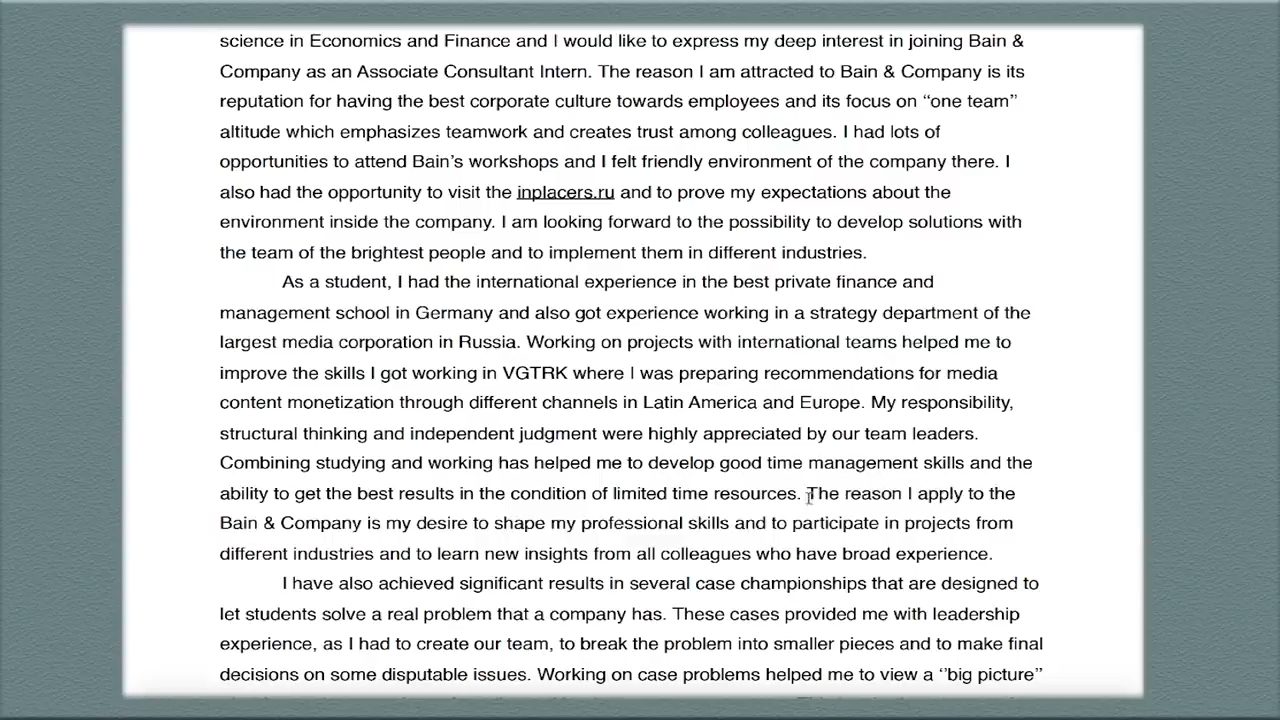 science in Economics and Finance and I would like to express my deep interest in joining Bain &
Company as an Associate Consultant Intern. The reason I am attracted to Bain & Company is its
reputation for having the best corporate culture towards employees and its focus on “one team”
altitude which emphasizes teamwork and creates trust among colleagues. I had lots of
opportunities to attend Bain’s workshops and I felt friendly environment of the company there. I
also had the opportunity to visit the inplacers.ru and to prove my expectations about the
environment inside the company. I am looking forward to the possibility to develop solutions with
the team of the brightest people and to implement them in different industries.
As a student, I had the international experience in the best private finance and
management school in Germany and also got experience working in a strategy department of the
largest media corporation in Russia. Working on projects with international teams helped me to
improve the skills I got working in VGTRK where I was preparing recommendations for media
content monetization through different channels in Latin America and Europe. My responsibility,
structural thinking and independent judgment were highly appreciated by our team leaders.
Combining studying and working has helped me to develop good time management skills and the
ability to get the best results in the condition of limited time resources. The reason I apply to the
Bain & Company is my desire to shape my professional skills and to participate in projects from
different industries and to learn new insights from all colleagues who have broad experience.
I have also achieved significant results in several case championships that are designed to
let students solve a real problem that a company has. These cases provided me with leadership
experience, as I had to create our team, to break the problem into smaller pieces and to make final
decisions on some disputable issues. Working on case problems helped me to view a ‘’big picture’’